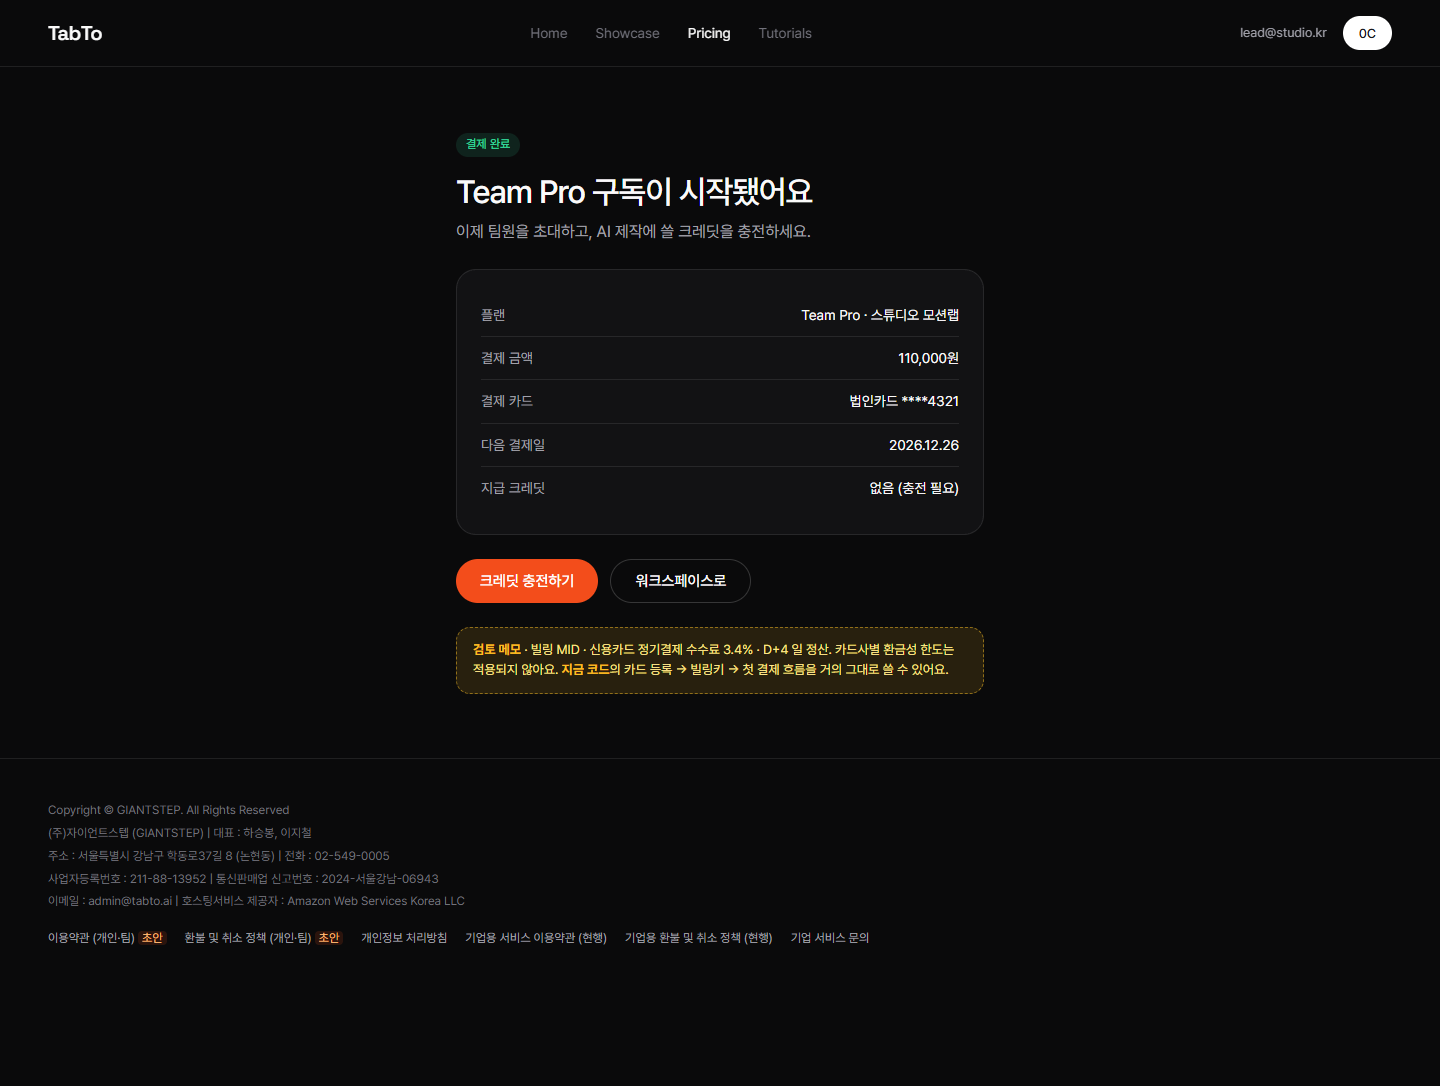 TabTo
Home Showcase Pricing Tutorials
lead@studio.kr 0C
결제 완료
Team Pro 구독이 시작됐어요
이제 팀원을 초대하고, AI 제작에 쓸 크레딧을 충전하세요.
플랜 Team Pro · 스튜디오 모션랩
결제 금액 110,000원
결제 카드 법인카드 ****4321
다음 결제일 2026.12.26
지급 크레딧 없음 (충전 필요)
크레딧 충전하기 워크스페이스로
검토 메모 · 빌링 MID · 신용카드 정기결제 수수료 3.4% · D+4 일 정산. 카드사별 환금성 한도는
적용되지 않아요. 지금 코드의 카드 등록 → 빌링키 → 첫 결제 흐름을 거의 그대로 쓸 수 있어요.
Copyright © GIANTSTEP. All Rights Reserved
(주)자이언트스텝 (GIANTSTEP) | 대표 : 하승봉, 이지철
주소 : 서울특별시 강남구 학동로37길 8 (논현동) | 전화 : 02-549-0005
사업자등록번호 : 211-88-13952 | 통신판매업 신고번호 : 2024-서울강남-06943
이메일 : admin@tabto.ai | 호스팅서비스 제공자 : Amazon Web Services Korea LLC
이용약관 (개인·팀) 초안 환불 및 취소 정책 (개인·팀) 초안 개인정보 처리방침 기업용 서비스 이용약관 (현행) 기업용 환불 및 취소 정책 (현행) 기업 서비스 문의